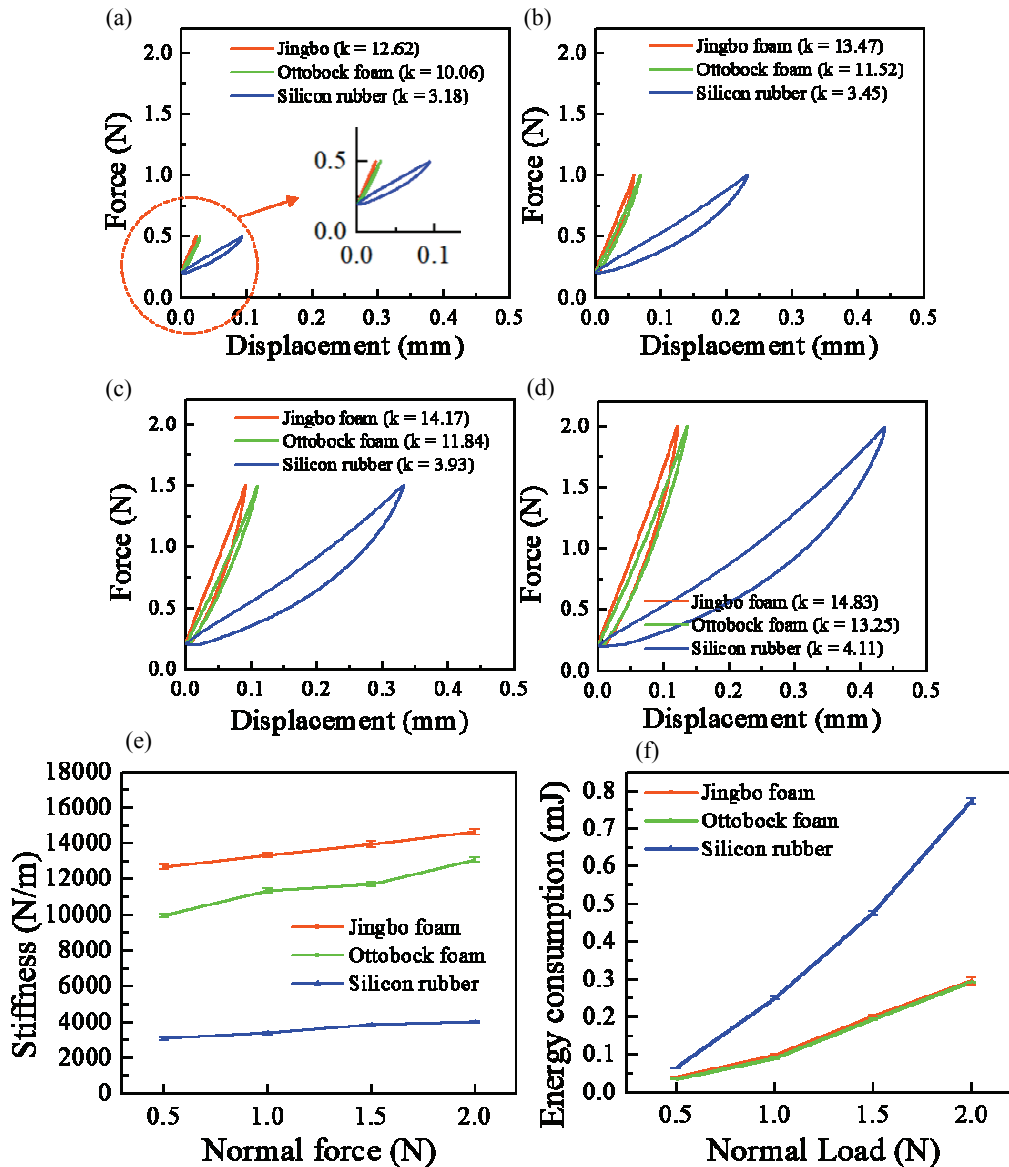 (a)
Jingbo (k = 12.62)
Ottobock foam (k = 10.06)
Silicon rubber (k = 3.18)
2.0
1.5
1.0
0.5
0.0
Force (N)
0.5
0.0
0.0 0.1
0.0 0.1 0.2 0.3 0.4 0.5
Displacement (mm)
(b)
Jingbo foam (k = 13.47)
Ottobock foam (k = 11.52)
Silicon rubber (k = 3.45)
2.0
1.5
1.0
0.5
0.0
Force (N)
0.0 0.1 0.2 0.3 0.4 0.5
Displacement (mm)
(c)
Jingbo foam (k = 14.17)
Ottobock foam (k = 11.84)
Silicon rubber (k = 3.93)
2.0
1.5
1.0
0.5
0.0
Force (N)
0.0 0.1 0.2 0.3 0.4 0.5
Displacement (mm)
(d)
2.0
1.5
1.0
0.5
0.0
Force (N)
Jingbo foam (k = 14.83)
Ottobock foam (k = 13.25)
Silicon rubber (k = 4.11)
0.0 0.1 0.2 0.3 0.4 0.5
Displacement (mm)
(e)
18000
16000
14000
12000
10000
8000
6000
4000
2000
0
Stiffness (N/m)
Jingbo foam
Ottobock foam
Silicon rubber
0.5 1.0 1.5 2.0
Normal force (N)
(f)
Jingbo foam
Ottobock foam
Silicon rubber
0.8
0.7
0.6
0.5
0.4
0.3
0.2
0.1
0.0
Energy consumption (mJ)
0.5 1.0 1.5 2.0
Normal Load (N)